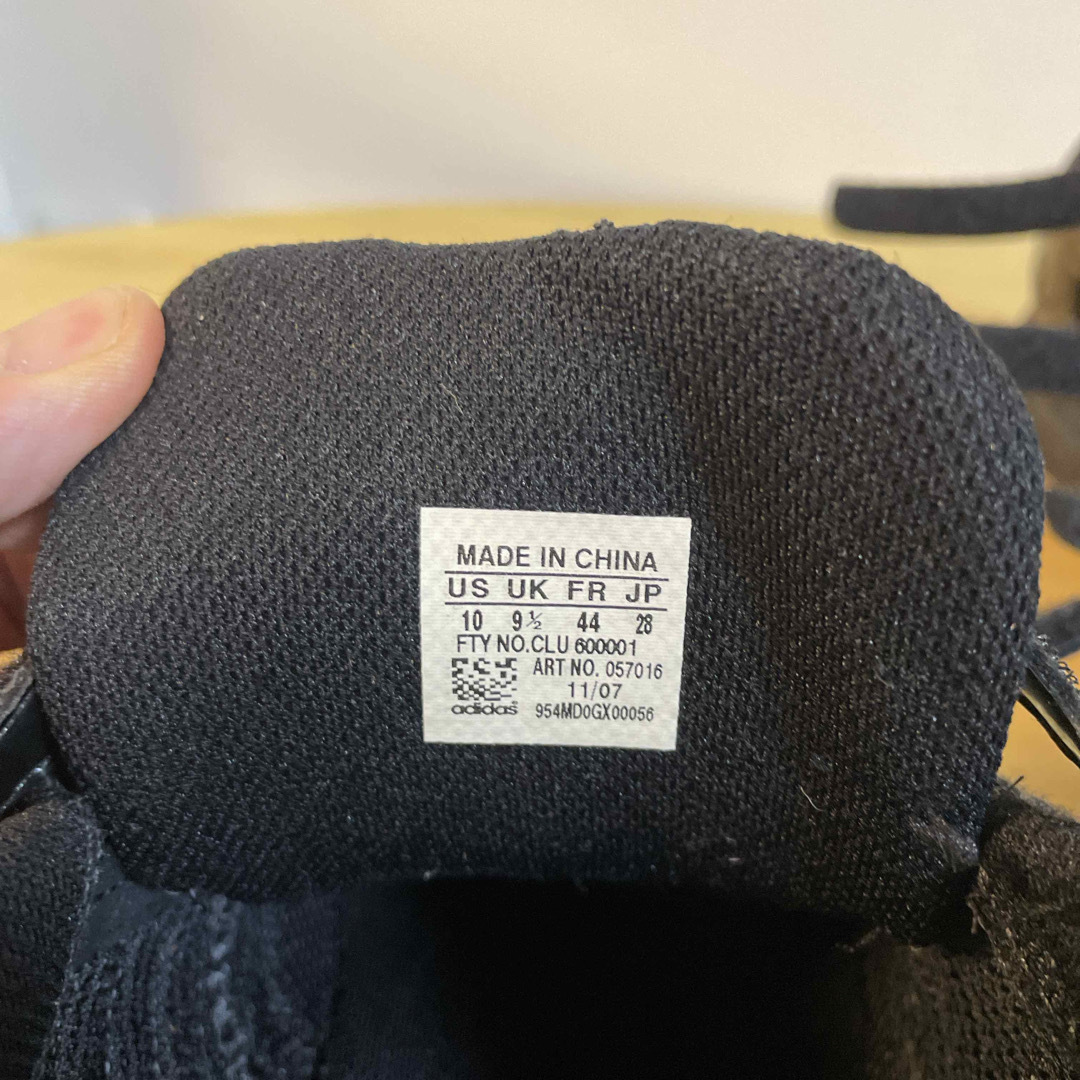 MADE IN CHINA
US UK FR JP
10 9½ 44 28
FTY NO.CLU 600001
ART NO. 057016
11/07
adidas 954MD0GX00056